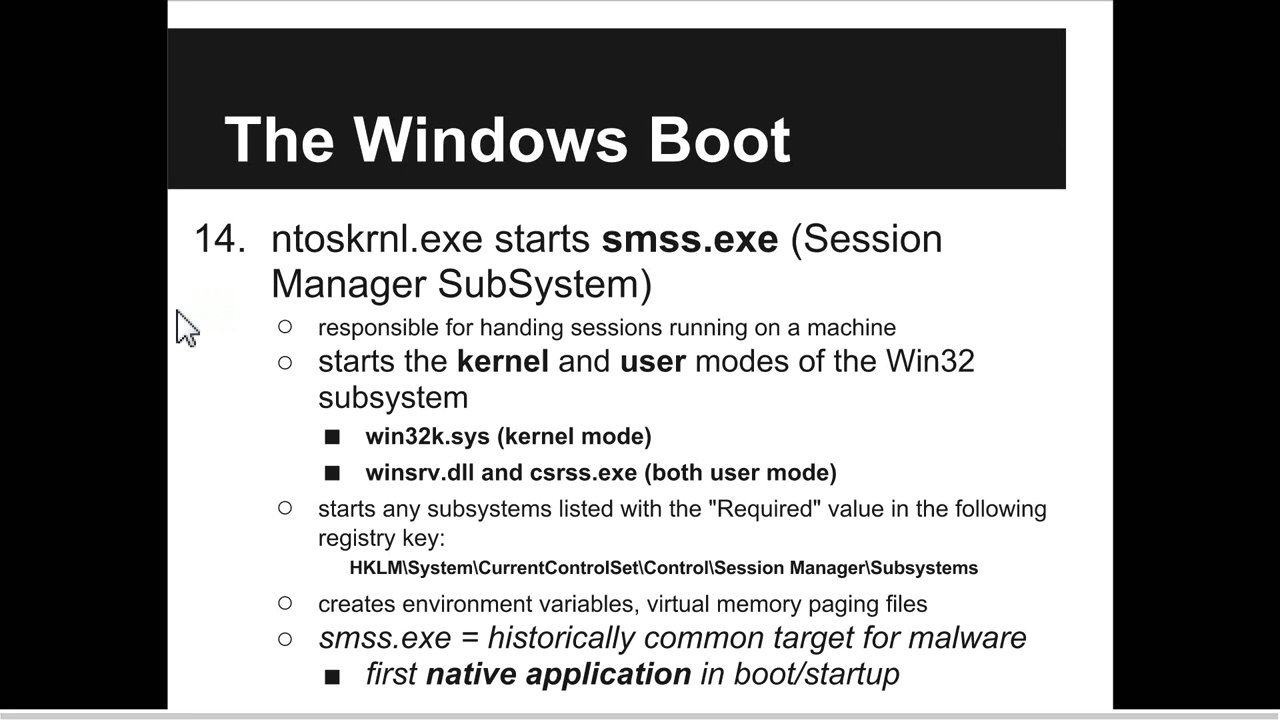 The Windows Boot
14. ntoskrnl.exe starts smss.exe (Session
Manager SubSystem)
○ responsible for handing sessions running on a machine
○ starts the kernel and user modes of the Win32
subsystem
■ win32k.sys (kernel mode)
■ winsrv.dll and csrss.exe (both user mode)
○ starts any subsystems listed with the "Required" value in the following
registry key:
HKLM\System\CurrentControlSet\Control\Session Manager\Subsystems
○ creates environment variables, virtual memory paging files
○ smss.exe = historically common target for malware
■ first native application in boot/startup